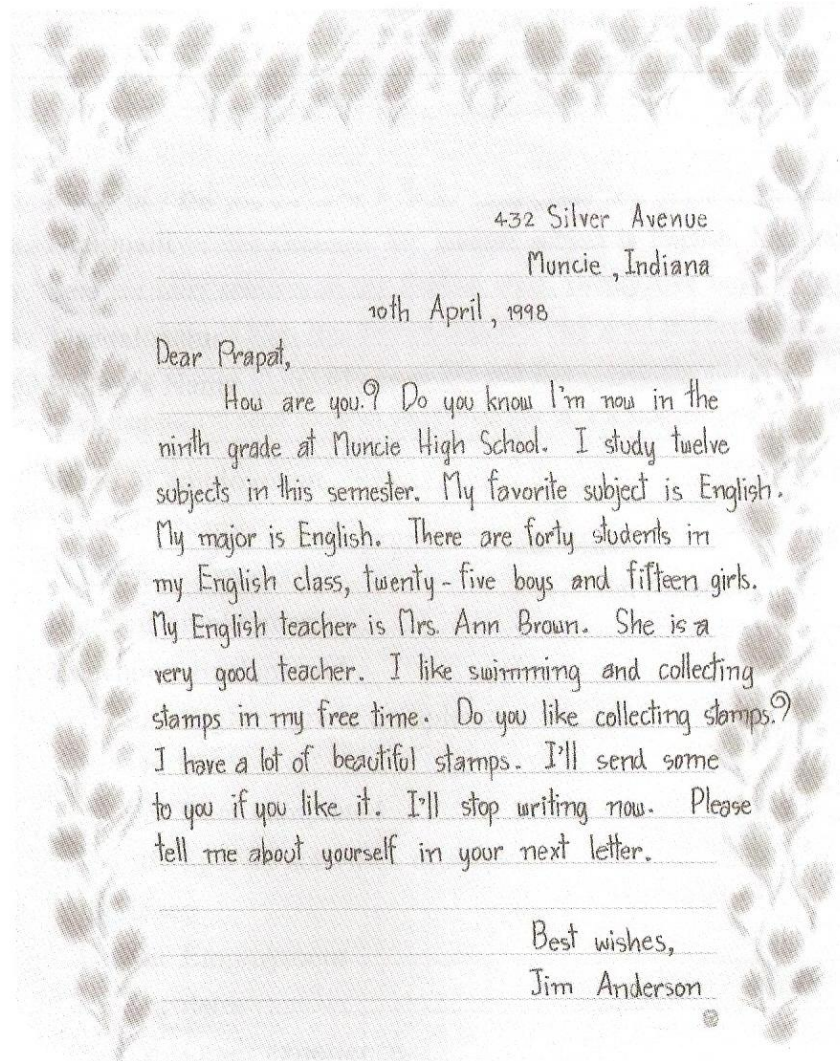 432 Silver Avenue
Muncie, Indiana
10th April, 1998
Dear Prapat,
How are you? Do you know I'm now in the
ninth grade at Muncie High School. I study twelve
subjects in this semester. My favorite subject is English.
My major is English. There are forty students in
my English class, twenty-five boys and fifteen girls.
My English teacher is Mrs. Ann Brown. She is a
very good teacher. I like swimming and collecting
stamps in my free time. Do you like collecting stamps?
I have a lot of beautiful stamps. I'll send some
to you if you like it. I'll stop writing now. Please
tell me about yourself in your next letter.
Best wishes,
Jim Anderson